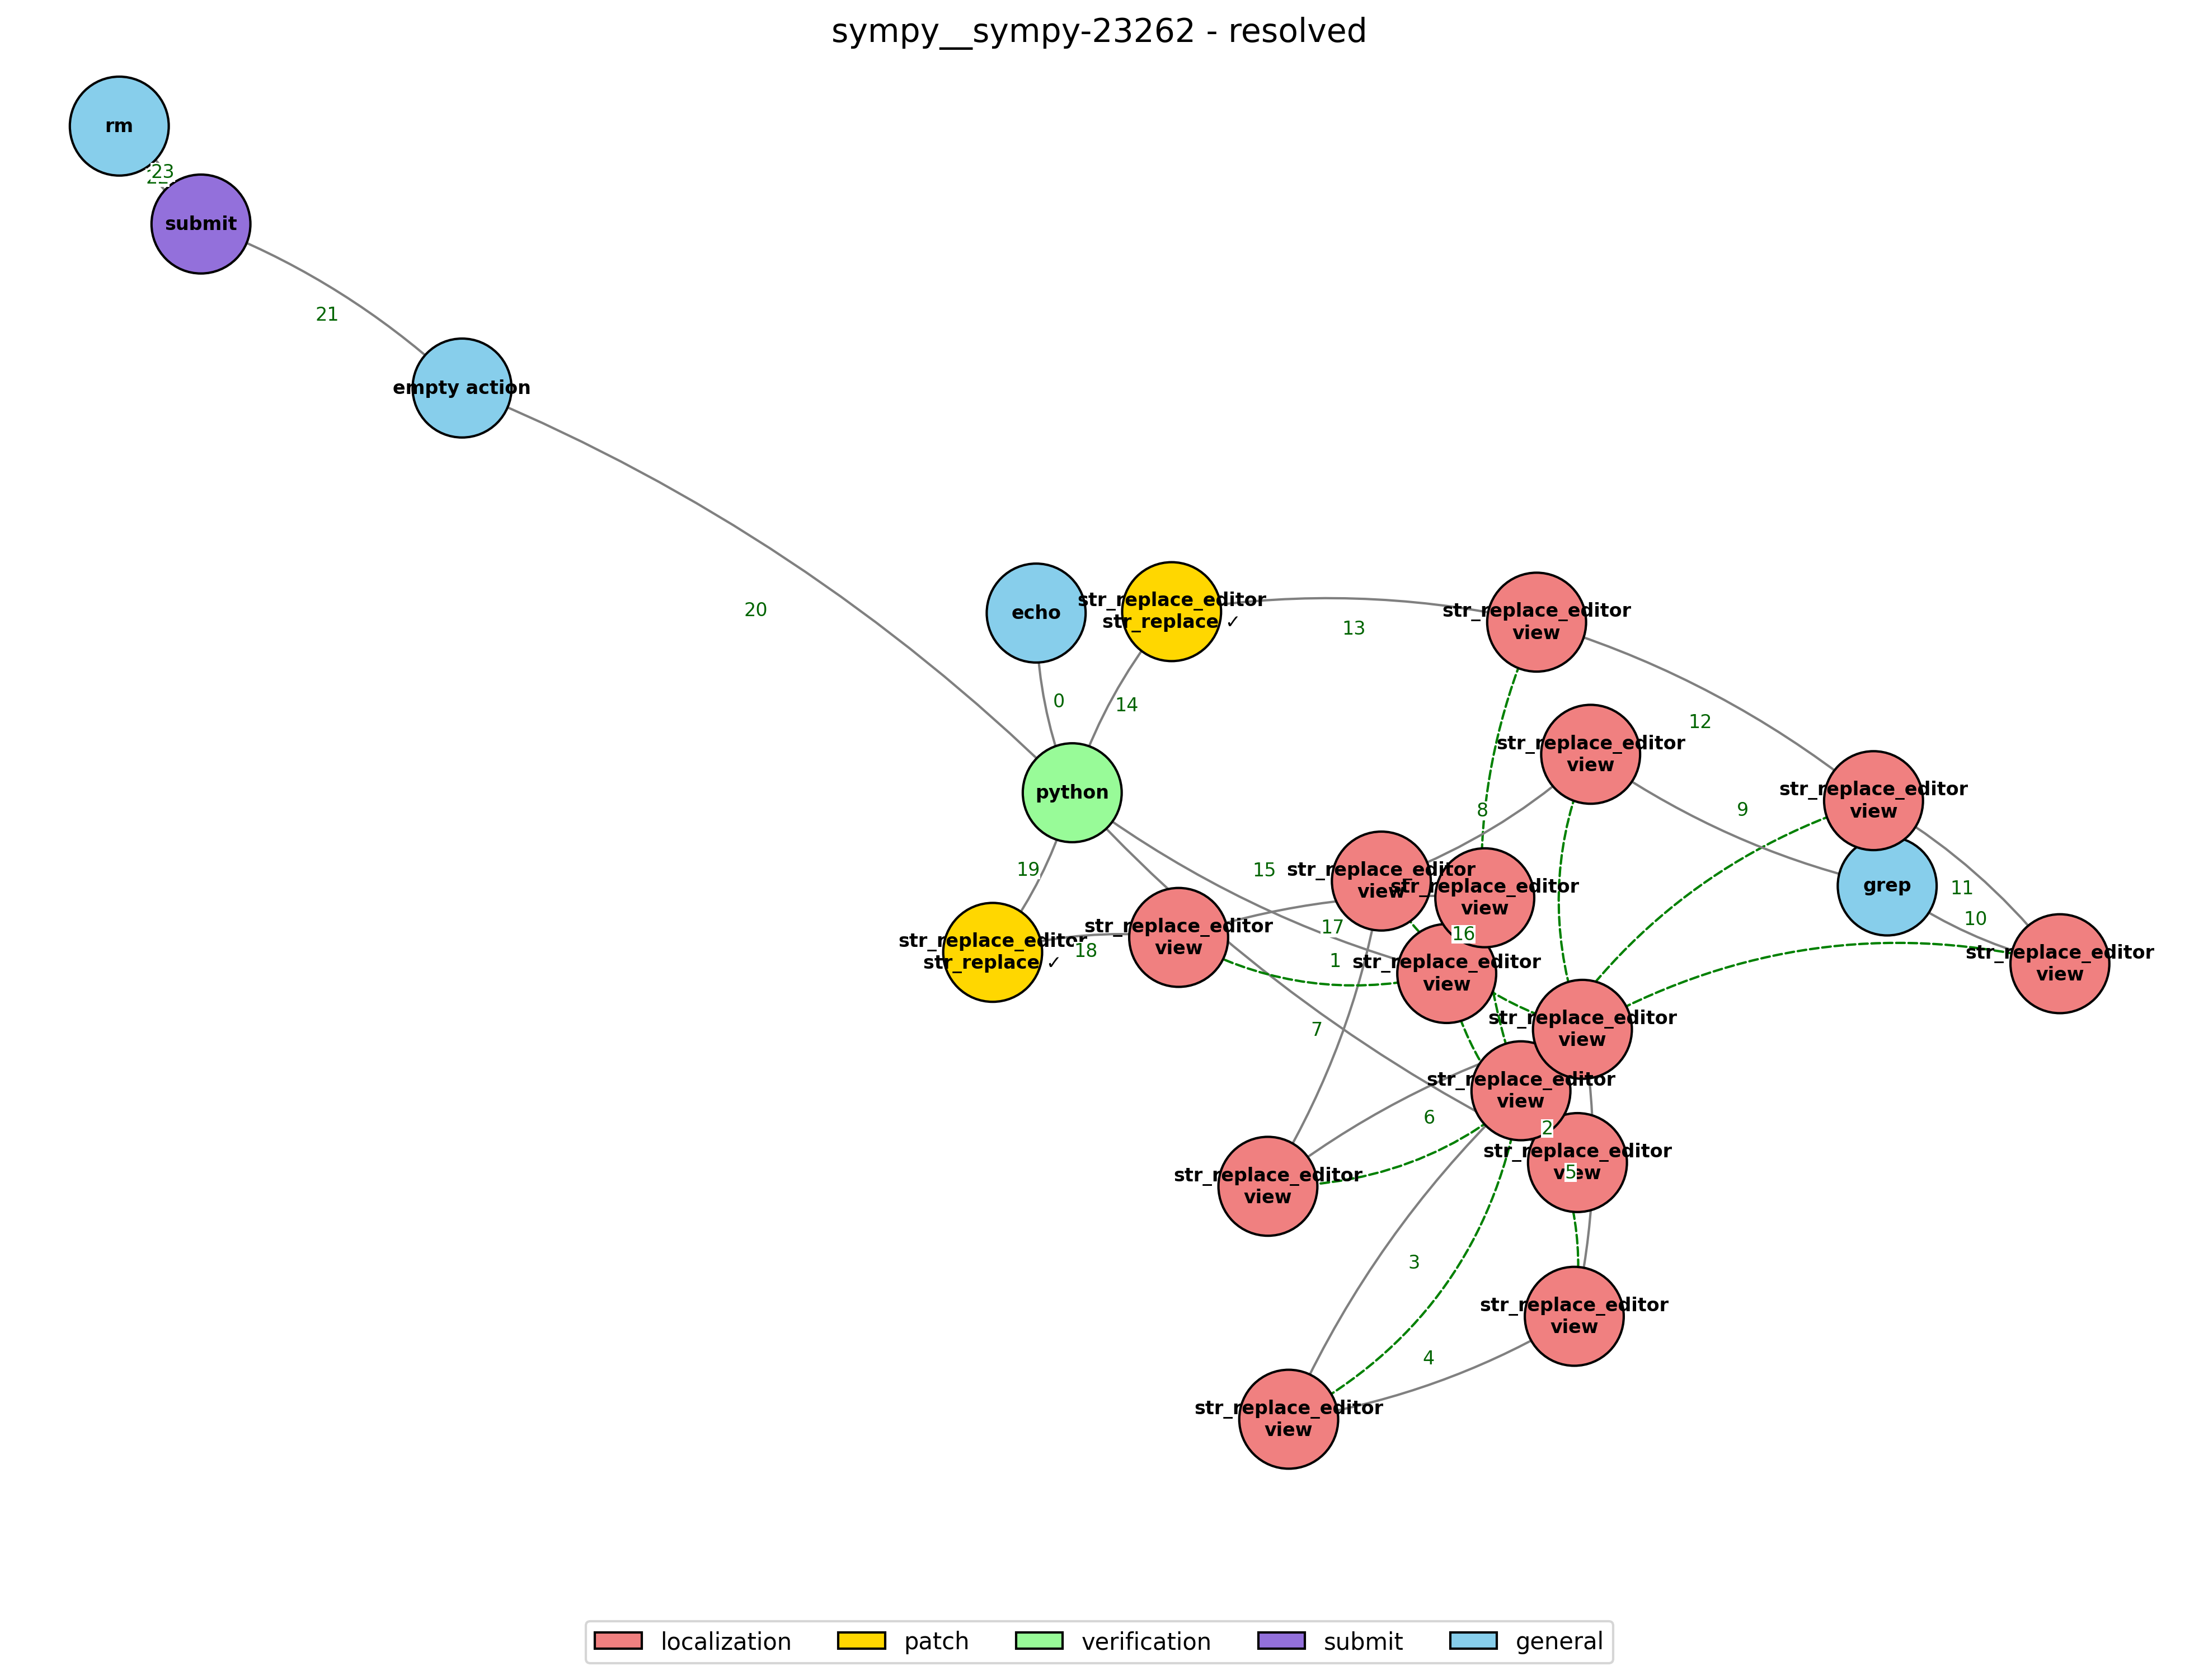 sympy__sympy-23262 - resolved
rm
23
submit
21
empty action
20
echo
str_replace_editor
str_replace ✓
13
str_replace_editor
view
0
14
12
str_replace_editor
view
python
8
9
str_replace_editor
view
19
15
str_replace_editor
view
str_replace_editor
view
grep
11
10
str_replace_editor
str_replace ✓
18
str_replace_editor
view
17
16
1
str_replace_editor
view
str_replace_editor
view
7
str_replace_editor
view
str_replace_editor
view
6
2
str_replace_editor
view
5
str_replace_editor
view
3
str_replace_editor
view
4
str_replace_editor
view
localization
patch
verification
submit
general